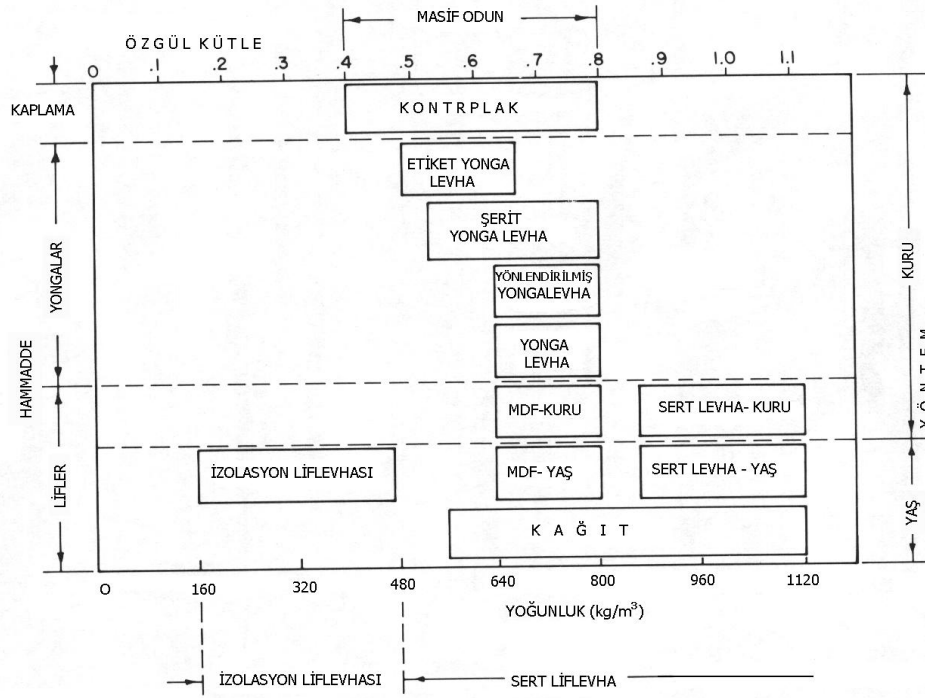 MASİF ODUN
ÖZGÜL KÜTLE
0 .1 .2 .3 .4 .5 .6 .7 .8 .9 1.0 1.1
KAPLAMA
KONTRPLAK
ETİKET YONGA
LEVHA
ŞERİT
YONGA LEVHA
YÖNLENDİRİLMİŞ
YONGALEVHA
YONGA
LEVHA
MDF-KURU
SERT LEVHA- KURU
İZOLASYON LİFLEVHASI
MDF- YAŞ
SERT LEVHA - YAŞ
KAĞIT
HAMMADDE
YONGALAR
LİFLER
KURU
YAŞ
YÖNTEM
O 160 320 480 640 800 960 1120
YOĞUNLUK (kg/m³)
İZOLASYON LİFLEVHASI
SERT LİFLEVHA